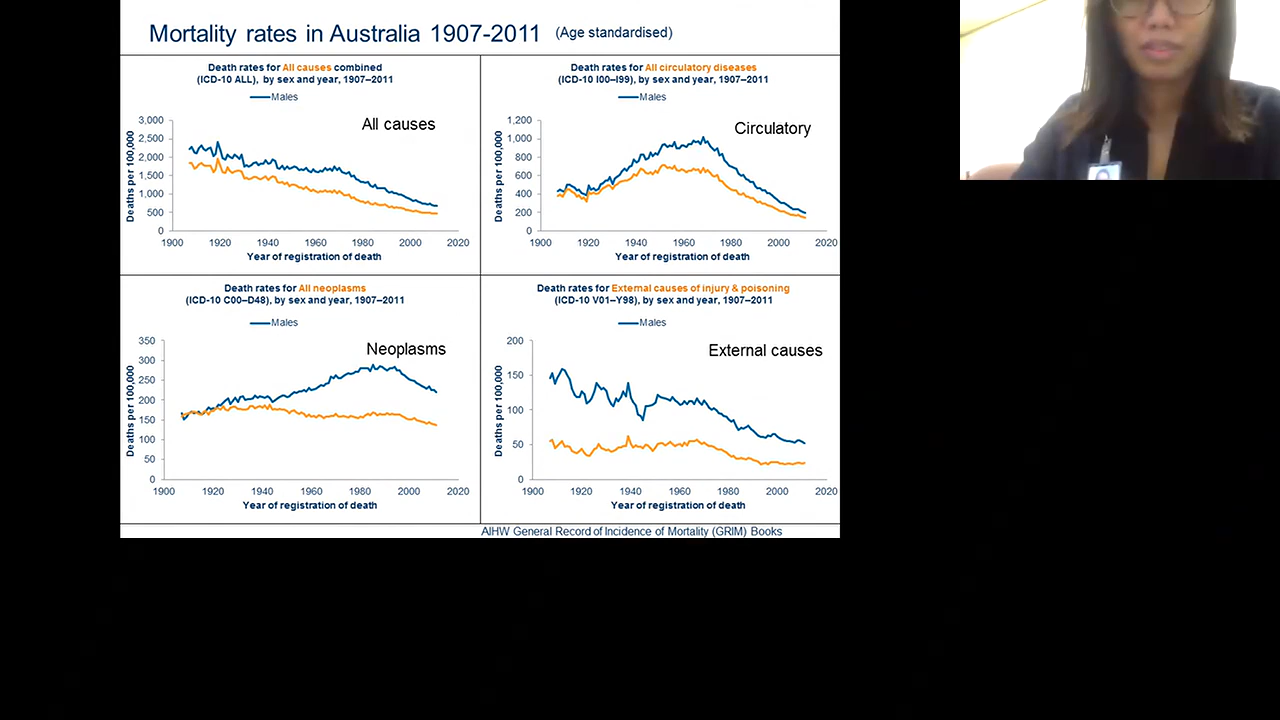 Mortality rates in Australia 1907-2011 (Age standardised)
Death rates for All causes combined
(ICD-10 ALL), by sex and year, 1907–2011
Males
All causes
Deaths per 100,000
3,000
2,500
2,000
1,500
1,000
500
0
1900 1920 1940 1960 1980 2000 2020
Year of registration of death
Death rates for All circulatory diseases
(ICD-10 I00–I99), by sex and year, 1907–2011
Males
Circulatory
Deaths per 100,000
1,200
1,000
800
600
400
200
0
1900 1920 1940 1960 1980 2000 2020
Year of registration of death
Death rates for All neoplasms
(ICD-10 C00–D48), by sex and year, 1907–2011
Males
Neoplasms
Deaths per 100,000
350
300
250
200
150
100
50
0
1900 1920 1940 1960 1980 2000 2020
Year of registration of death
Death rates for External causes of injury & poisoning
(ICD-10 V01–Y98), by sex and year, 1907–2011
Males
External causes
Deaths per 100,000
200
150
100
50
0
1900 1920 1940 1960 1980 2000 2020
Year of registration of death
AIHW General Record of Incidence of Mortality (GRIM) Books